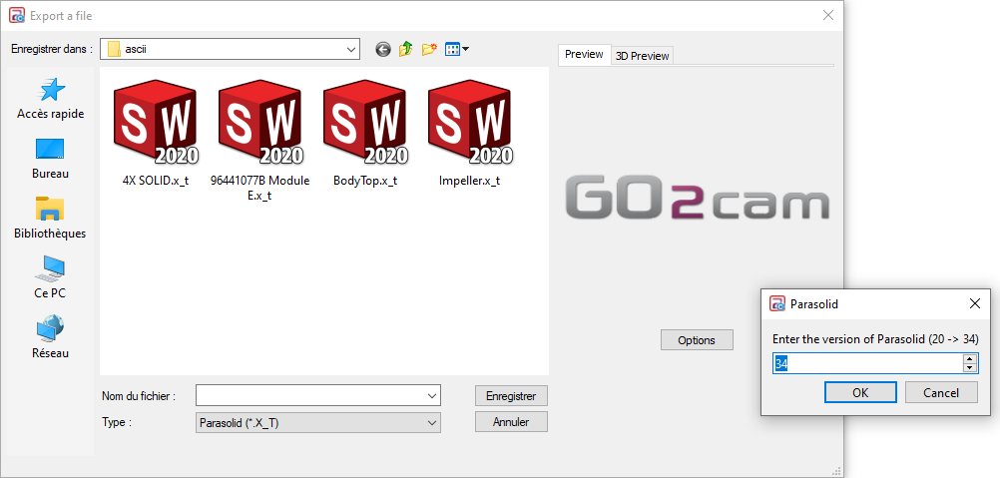 Export a file
Enregistrer dans :
ascii
Preview
3D Preview
Accès rapide
Bureau
Bibliothèques
Ce PC
Réseau
SW
2020
SW
2020
SW
2020
SW
2020
4X SOLID.x_t
96441077B Module
E.x_t
BodyTop.x_t
Impeller.x_t
GO2cam
Options
Nom du fichier :
Enregistrer
Type :
Parasolid (*.X_T)
Annuler
Parasolid
Enter the version of Parasolid (20 -> 34)
34
OK
Cancel